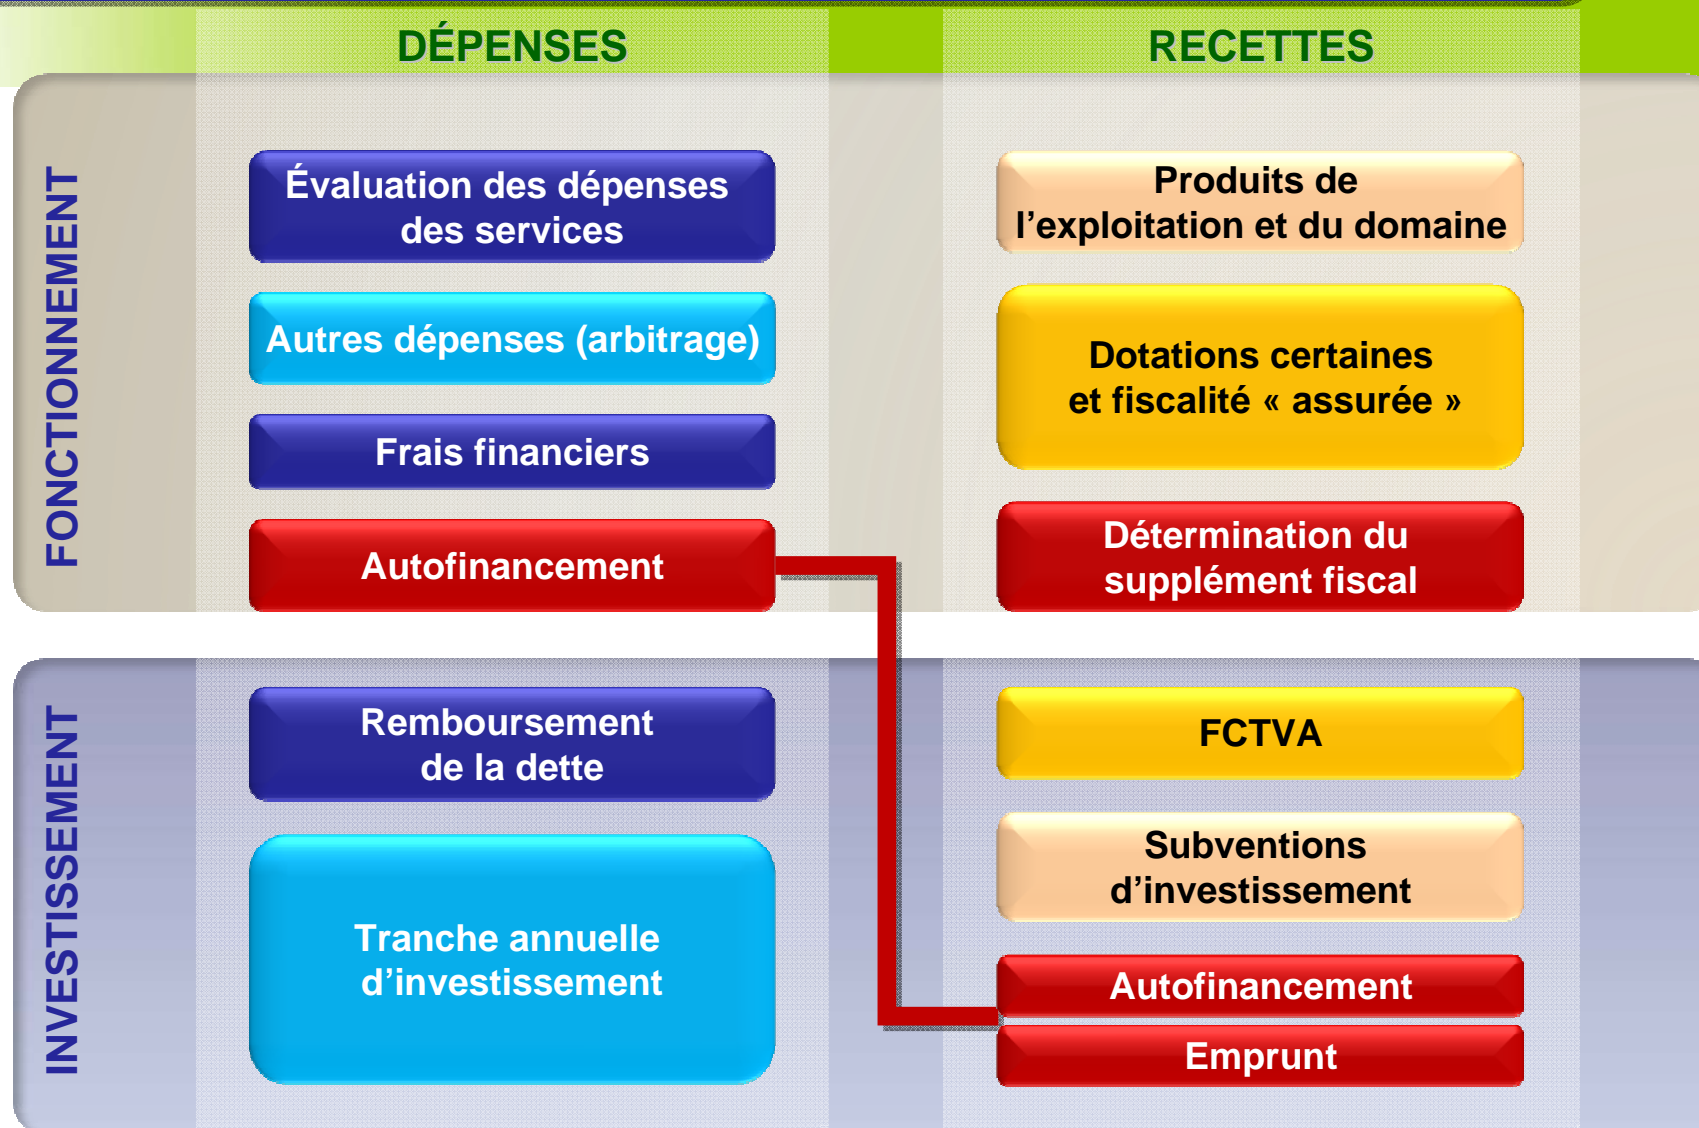 DÉPENSES
RECETTES
FONCTIONNEMENT
Évaluation des dépenses
des services
Autres dépenses (arbitrage)
Frais financiers
Autofinancement
Produits de
l’exploitation et du domaine
Dotations certaines
et fiscalité « assurée »
Détermination du
supplément fiscal
INVESTISSEMENT
Remboursement
de la dette
Tranche annuelle
d’investissement
FCTVA
Subventions
d’investissement
Autofinancement
Emprunt